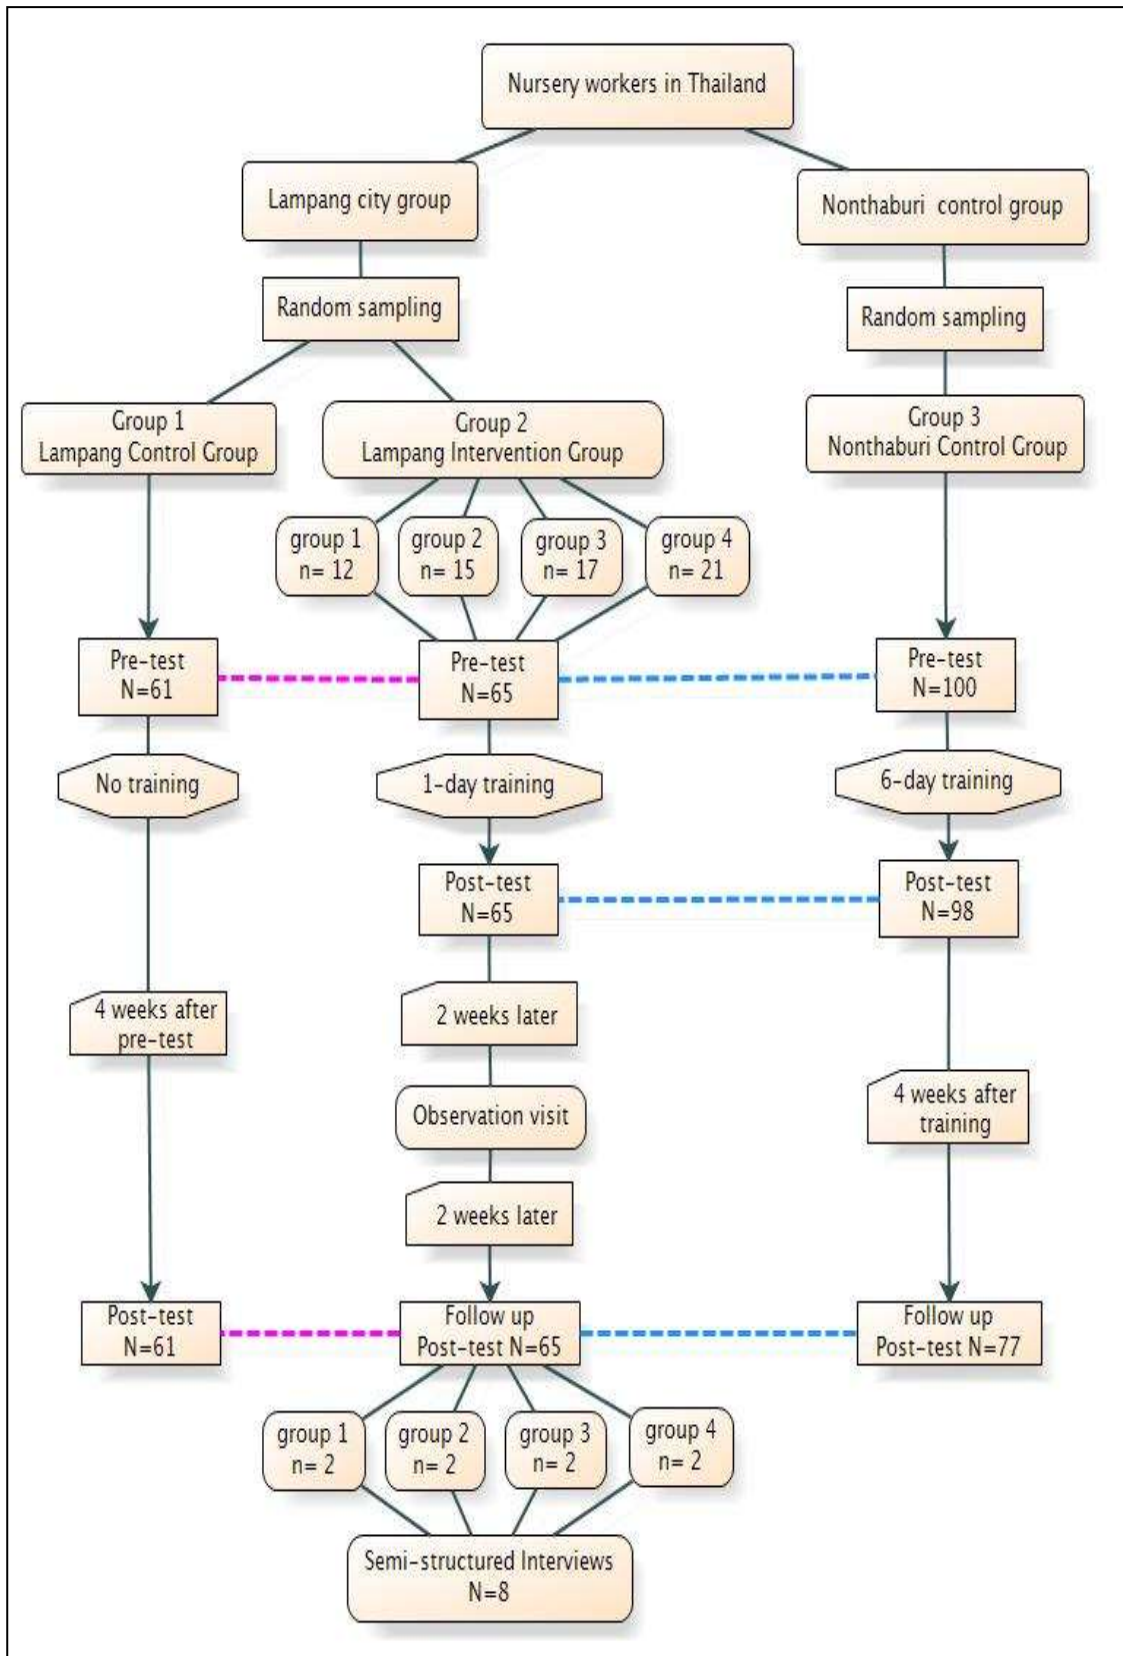 Nursery workers in Thailand
Lampang city group
Nonthaburi control group
Random sampling
Random sampling
Group 1
Lampang Control Group
Group 2
Lampang Intervention Group
Group 3
Nonthaburi Control Group
group 1
n= 12
group 2
n= 15
group 3
n= 17
group 4
n= 21
Pre-test
N=61
Pre-test
N=65
Pre-test
N=100
No training
1-day training
6-day training
Post-test
N=65
Post-test
N=98
4 weeks after
pre-test
2 weeks later
Observation visit
4 weeks after
training
2 weeks later
Post-test
N=61
Follow up
Post-test N=65
Follow up
Post-test N=77
group 1
n= 2
group 2
n= 2
group 3
n= 2
group 4
n= 2
Semi-structured Interviews
N=8